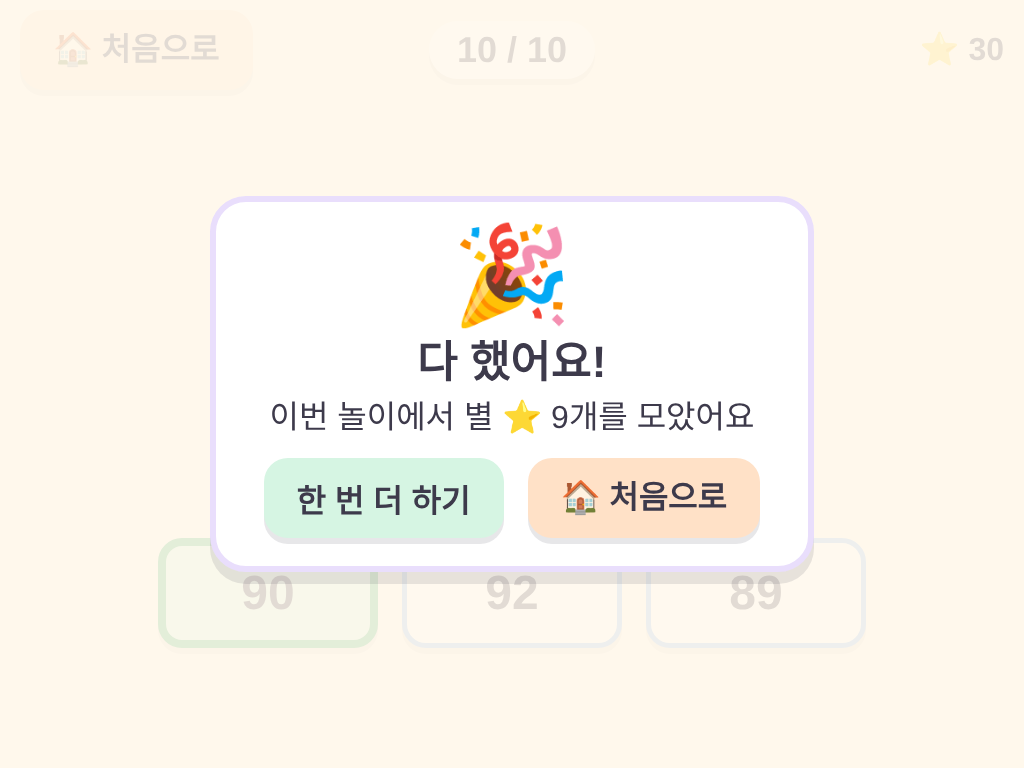 🏠 처음으로
10 / 10
⭐ 30
다 했어요!
이번 놀이에서 별 ⭐ 9개를 모았어요
한 번 더 하기
🏠 처음으로
90
92
89